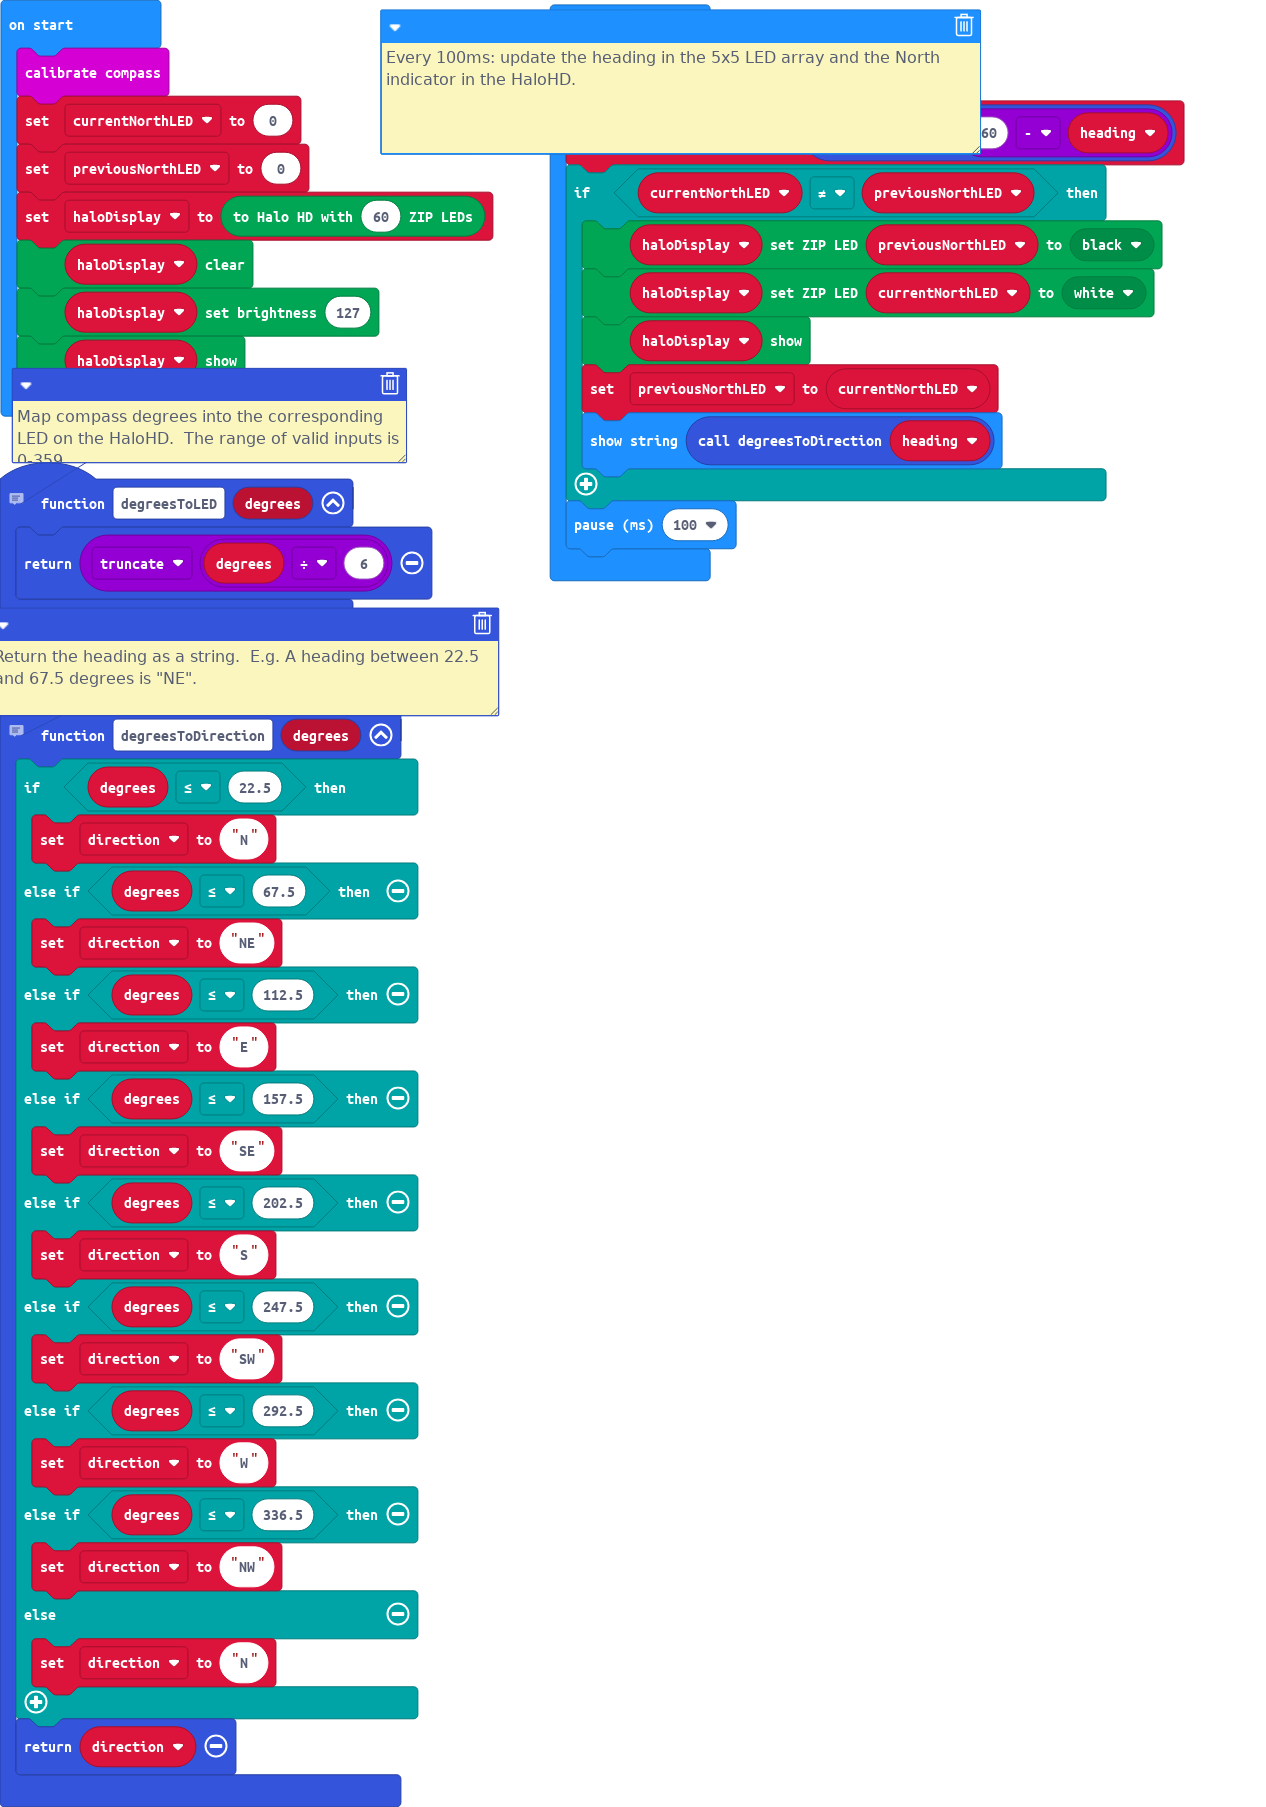 on start
calibrate compass
set currentNorthLED to 0
set previousNorthLED to 0
set haloDisplay to to Halo HD with 60 ZIP LEDs
haloDisplay clear
haloDisplay set brightness 127
haloDisplay show
Map compass degrees into the corresponding
LED on the HaloHD. The range of valid inputs is
0-359
function degreesToLED degrees
return truncate degrees ÷ 6
Return the heading as a string. E.g. A heading between 22.5
and 67.5 degrees is "NE".
function degreesToDirection degrees
if degrees ≤ 22.5 then
set direction to "N"
else if degrees ≤ 67.5 then
set direction to "NE"
else if degrees ≤ 112.5 then
set direction to "E"
else if degrees ≤ 157.5 then
set direction to "SE"
else if degrees ≤ 202.5 then
set direction to "S"
else if degrees ≤ 247.5 then
set direction to "SW"
else if degrees ≤ 292.5 then
set direction to "W"
else if degrees ≤ 336.5 then
set direction to "NW"
else
set direction to "N"
return direction
Every 100ms: update the heading in the 5x5 LED array and the North
indicator in the HaloHD.
60 - heading
if currentNorthLED ≠ previousNorthLED then
haloDisplay set ZIP LED previousNorthLED to black
haloDisplay set ZIP LED currentNorthLED to white
haloDisplay show
set previousNorthLED to currentNorthLED
show string call degreesToDirection heading
pause (ms) 100